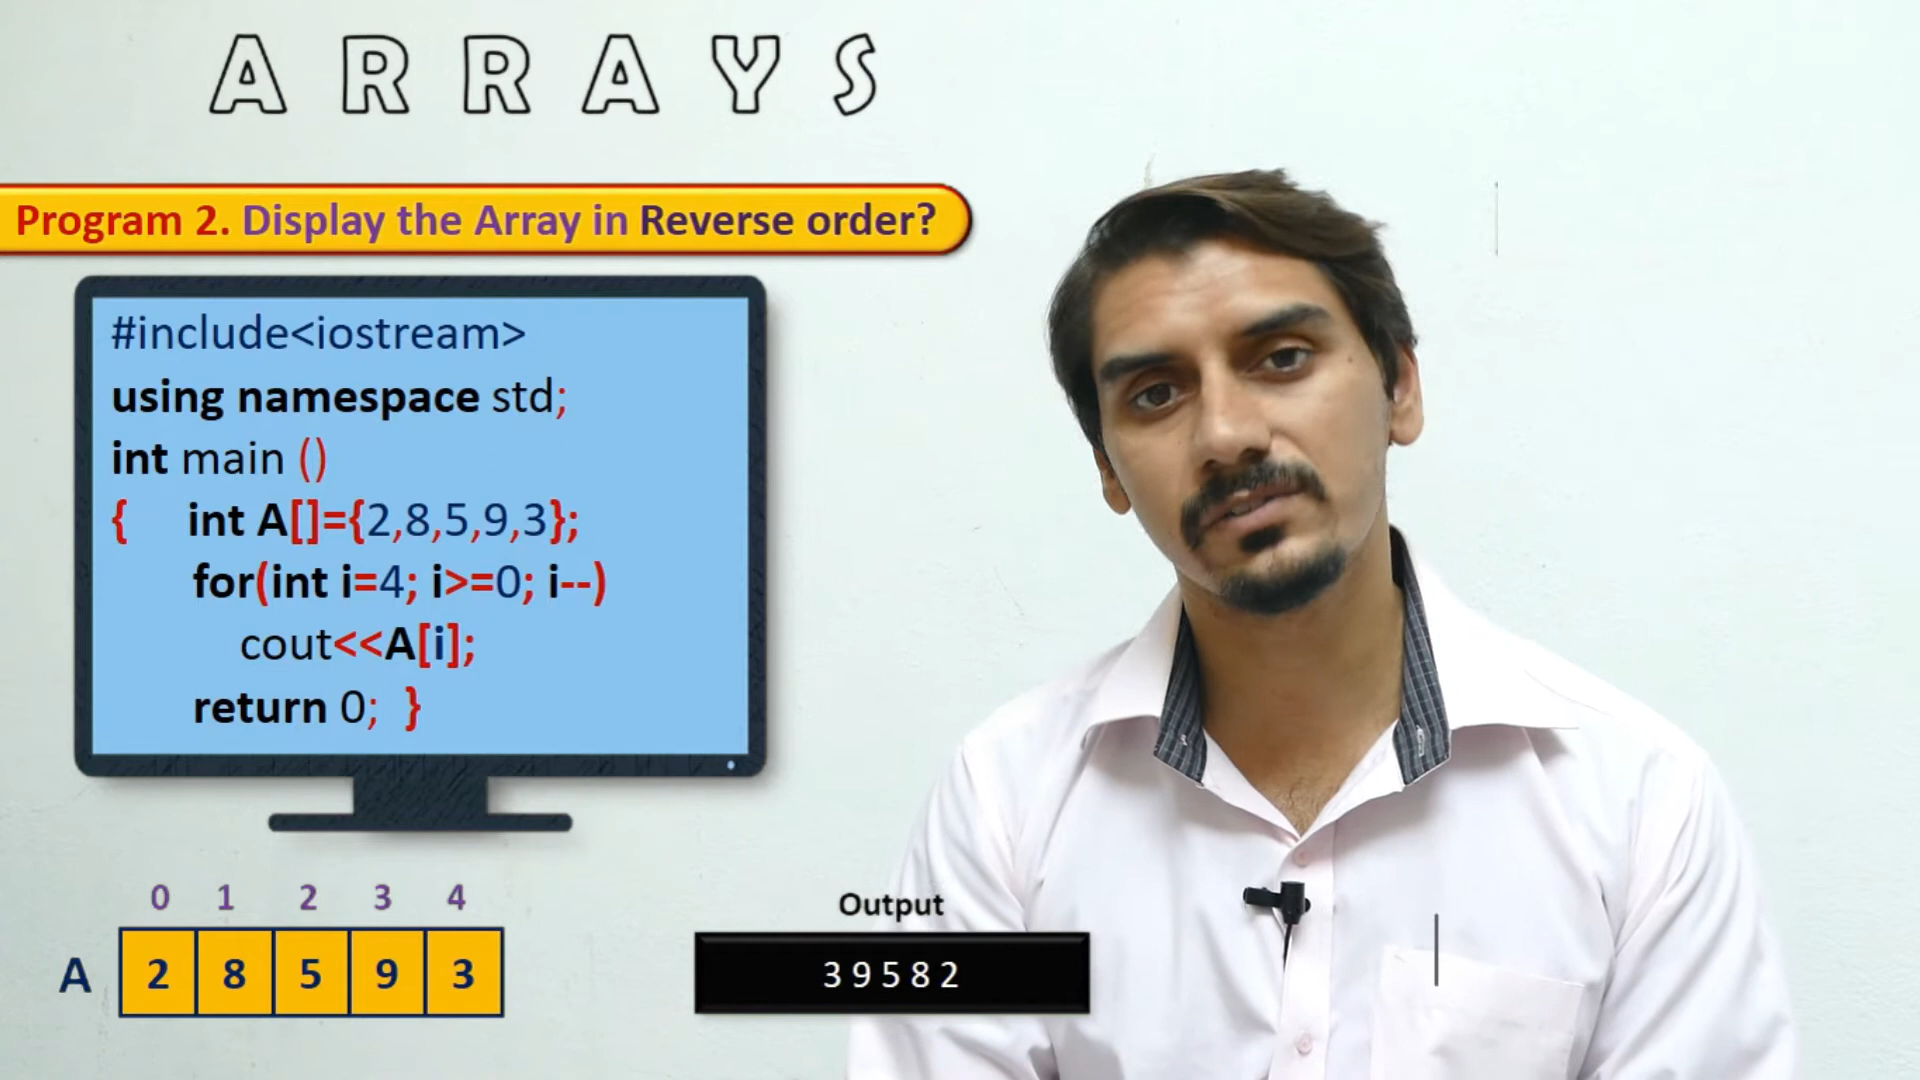 ARRAYS
Program 2. Display the Array in Reverse order?
#include<iostream>
using namespace std;
int main ()
{ int A[]={2,8,5,9,3};
for(int i=4; i>=0; i--)
cout<<A[i];
return 0; }
0 1 2 3 4
A 2 8 5 9 3
Output
3 9 5 8 2